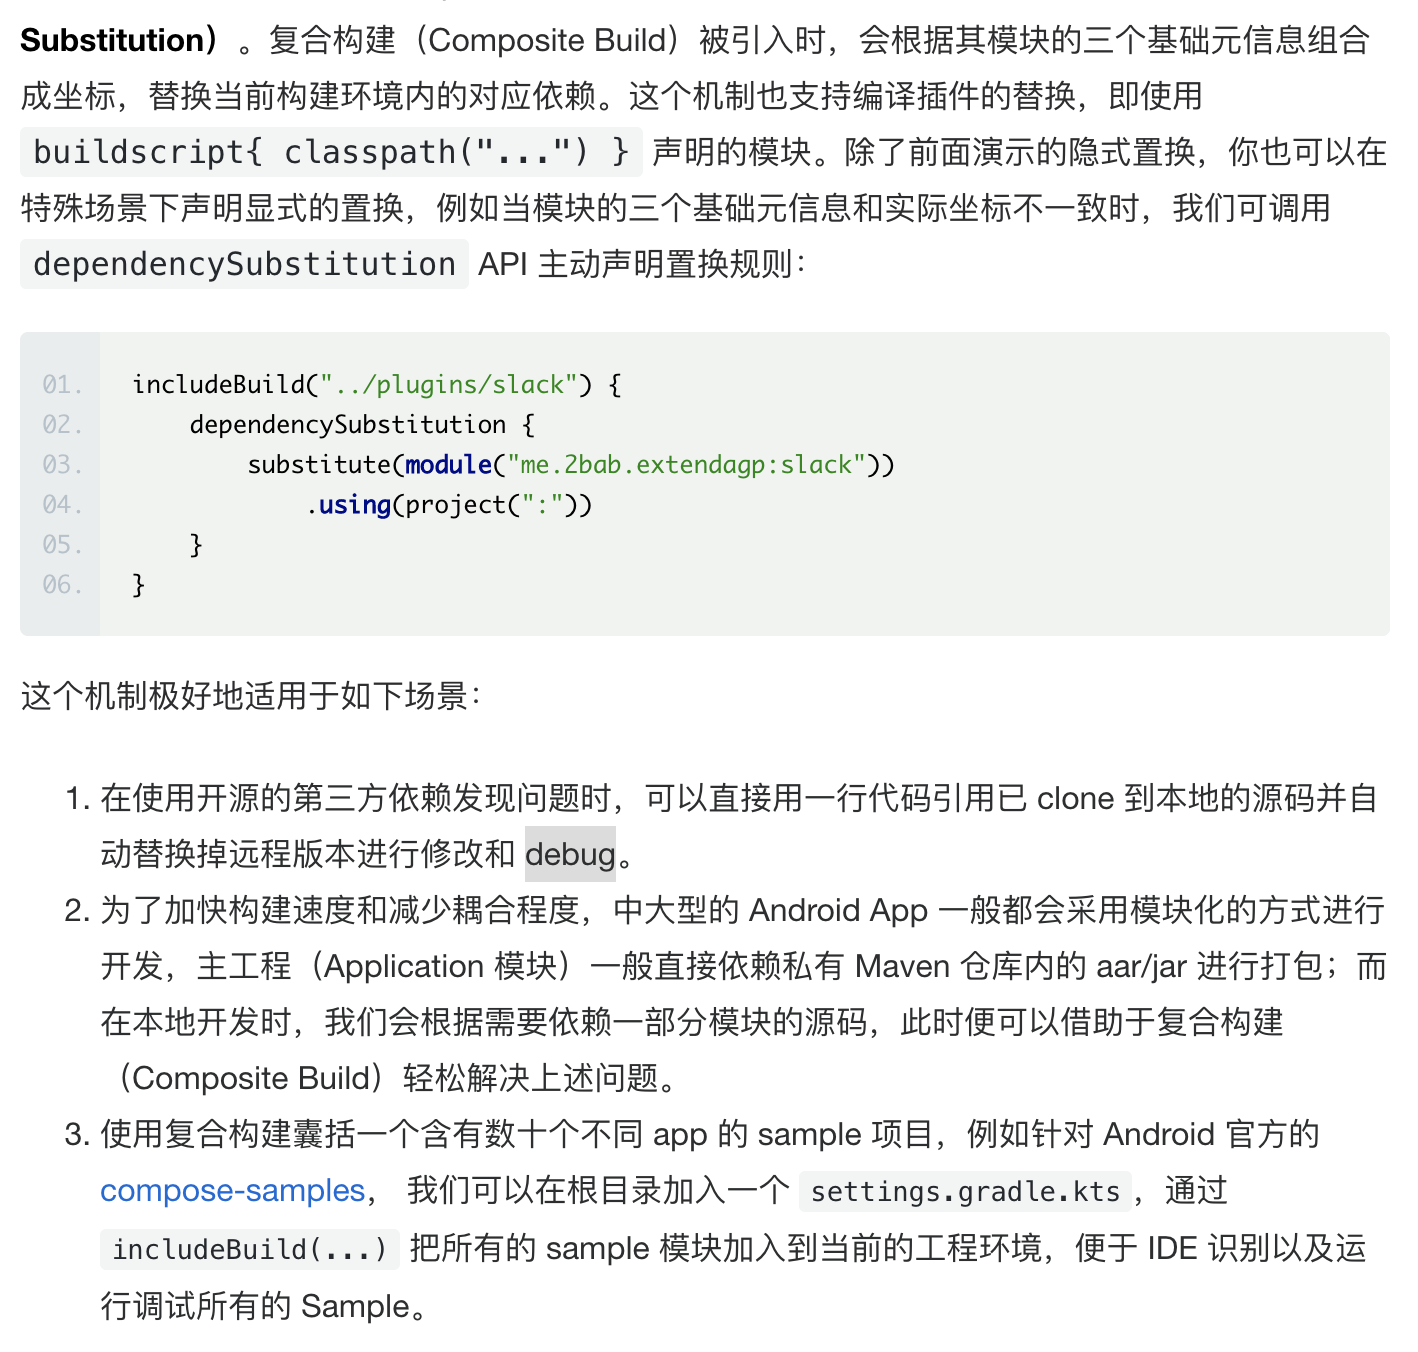 Substitution）。复合构建（Composite Build）被引入时，会根据其模块的三个基础元信息组合
成坐标，替换当前构建环境内的对应依赖。这个机制也支持编译插件的替换，即使用
buildscript{ classpath("...") } 声明的模块。除了前面演示的隐式置换，你也可以在
特殊场景下声明显式的置换，例如当模块的三个基础元信息和实际坐标不一致时，我们可调用
dependencySubstitution API 主动声明置换规则：
01. includeBuild("../plugins/slack") {
02.     dependencySubstitution {
03.         substitute(module("me.2bab.extendagp:slack"))
04.             .using(project(":"))
05.     }
06. }
这个机制极好地适用于如下场景：
1. 在使用开源的第三方依赖发现问题时，可以直接用一行代码引用已 clone 到本地的源码并自
动替换掉远程版本进行修改和 debug。
2. 为了加快构建速度和减少耦合程度，中大型的 Android App 一般都会采用模块化的方式进行
开发，主工程（Application 模块）一般直接依赖私有 Maven 仓库内的 aar/jar 进行打包；而
在本地开发时，我们会根据需要依赖一部分模块的源码，此时便可以借助于复合构建
（Composite Build）轻松解决上述问题。
3. 使用复合构建囊括一个含有数十个不同 app 的 sample 项目，例如针对 Android 官方的
compose-samples， 我们可以在根目录加入一个 settings.gradle.kts，通过
includeBuild(...) 把所有的 sample 模块加入到当前的工程环境，便于 IDE 识别以及运
行调试所有的 Sample。